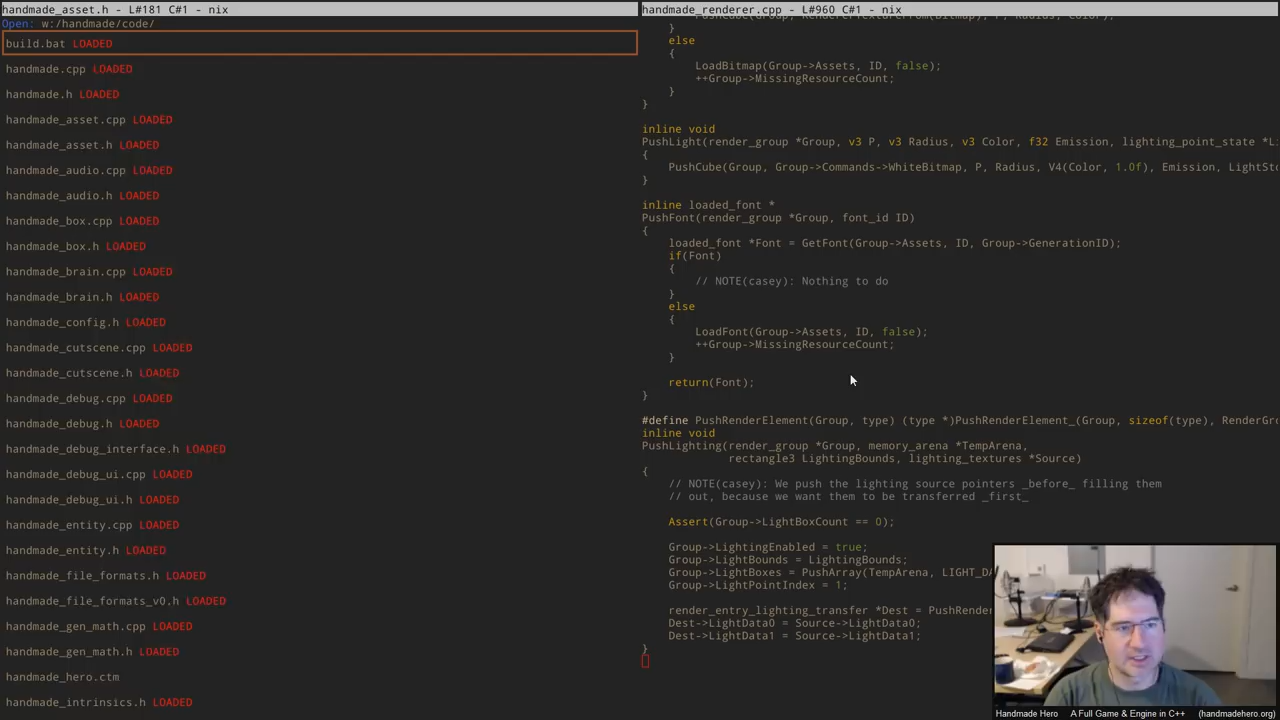 handmade_asset.h - L#181 C#1 - nix
Open: w:/handmade/code/
build.bat LOADED
handmade.cpp LOADED
handmade.h LOADED
handmade_asset.cpp LOADED
handmade_asset.h LOADED
handmade_audio.cpp LOADED
handmade_audio.h LOADED
handmade_box.cpp LOADED
handmade_box.h LOADED
handmade_brain.cpp LOADED
handmade_brain.h LOADED
handmade_config.h LOADED
handmade_cutscene.cpp LOADED
handmade_cutscene.h LOADED
handmade_debug.cpp LOADED
handmade_debug.h LOADED
handmade_debug_interface.h LOADED
handmade_debug_ui.cpp LOADED
handmade_debug_ui.h LOADED
handmade_entity.cpp LOADED
handmade_entity.h LOADED
handmade_file_formats.h LOADED
handmade_file_formats_v0.h LOADED
handmade_gen_math.cpp LOADED
handmade_gen_math.h LOADED
handmade_hero.ctm
handmade_intrinsics.h LOADED
handmade_renderer.cpp - L#960 C#1 - nix
}
else
{
LoadBitmap(Group->Assets, ID, false);
++Group->MissingResourceCount;
}
}
inline void
PushLight(render_group *Group, v3 P, v3 Radius, v3 Color, f32 Emission, lighting_point_state *L
{
PushCube(Group, Group->Commands->WhiteBitmap, P, Radius, V4(Color, 1.0f), Emission, LightSt
}
inline loaded_font *
PushFont(render_group *Group, font_id ID)
{
loaded_font *Font = GetFont(Group->Assets, ID, Group->GenerationID);
if(Font)
{
// NOTE(casey): Nothing to do
}
else
{
LoadFont(Group->Assets, ID, false);
++Group->MissingResourceCount;
}
return(Font);
}
#define PushRenderElement(Group, type) (type *)PushRenderElement_(Group, sizeof(type), RenderGr
inline void
PushLighting(render_group *Group, memory_arena *TempArena,
rectangle3 LightingBounds, lighting_textures *Source)
{
// NOTE(casey): We push the lighting source pointers _before_ filling them
// out, because we want them to be transferred _first_
Assert(Group->LightBoxCount == 0);
Group->LightingEnabled = true;
Group->LightBounds = LightingBounds;
Group->LightBoxes = PushArray(TempArena, LIGHT_DA
Group->LightPointIndex = 1;
render_entry_lighting_transfer *Dest = PushRender
Dest->LightData0 = Source->LightData0;
Dest->LightData1 = Source->LightData1;
}
Handmade Hero A Full Game & Engine in C++ (handmadehero.org)